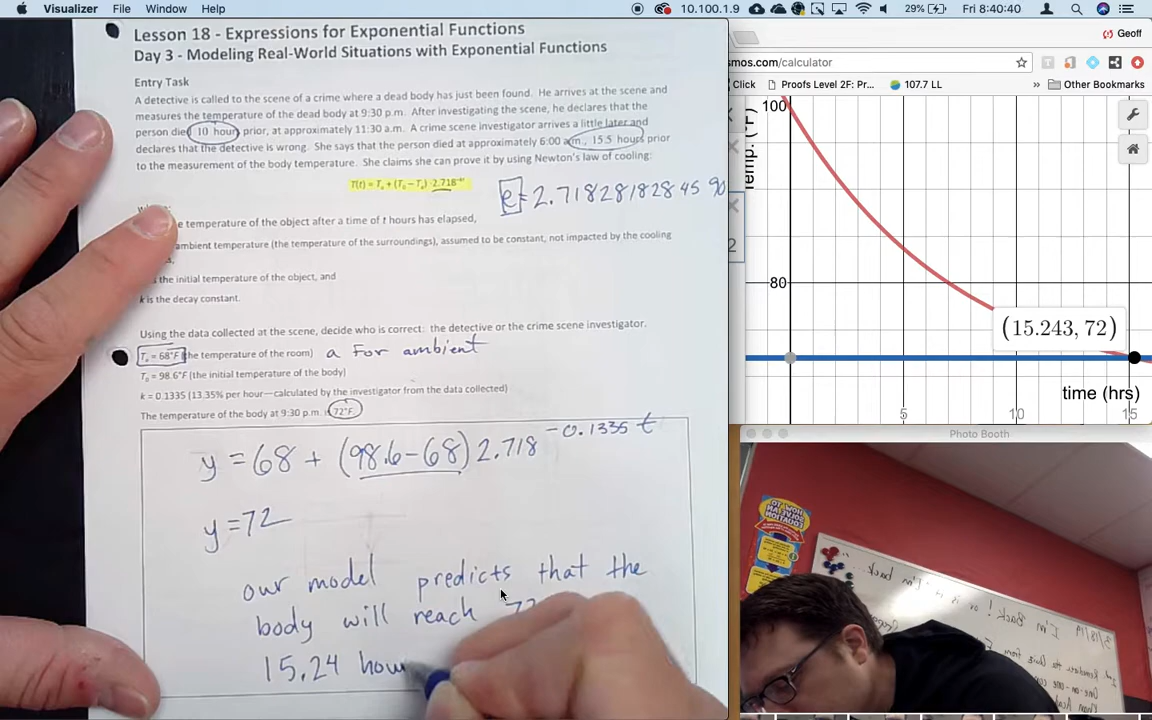 Visualizer File Window Help
10.100.1.9 29% Fri 8:40:40
Lesson 18 - Expressions for Exponential Functions
Day 3 - Modeling Real-World Situations with Exponential Functions
Entry Task
A detective is called to the scene of a crime where a dead body has just been found. He arrives at the scene and
measures the temperature of the dead body at 9:30 p.m. After investigating the scene, he declares that the
person died 10 hours prior, at approximately 11:30 a.m. A crime scene investigator arrives a little later and
declares that the detective is wrong. She says that the person died at approximately 6:00 a.m., 15.5 hours prior
to the measurement of the body temperature. She claims she can prove it by using Newton's law of cooling:
e = 2.71828182845 90
e temperature of the object after a time of t hours has elapsed,
ambient temperature (the temperature of the surroundings), assumed to be constant, not impacted by the cooling
the initial temperature of the object, and
k is the decay constant.
Using the data collected at the scene, decide who is correct: the detective or the crime scene investigator.
Ta = 68°F (the temperature of the room) a For ambient
T0 = 98.6°F (the initial temperature of the body)
k = 0.1335 (13.35% per hour—calculated by the investigator from the data collected)
The temperature of the body at 9:30 p.m. is 72°F.
y = 68 + (98.6-68) 2.718^-0.1335 t
y = 72
our model predicts that the
body will reach 72
15.24 hou
Geoff
smos.com/calculator
Click Proofs Level 2F: Pr... 107.7 LL » Other Bookmarks
100
emp. (°F)
80
2
(15.243, 72)
time (hrs)
5 10 15
Photo Booth